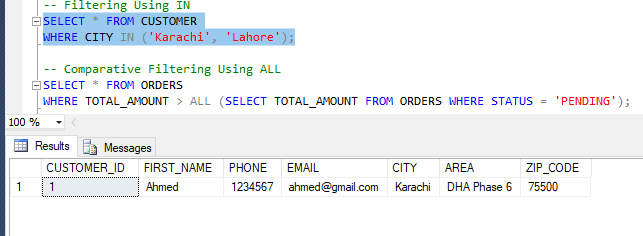 -- Filtering Using IN
SELECT * FROM CUSTOMER
WHERE CITY IN ('Karachi', 'Lahore');
-- Comparative Filtering Using ALL
SELECT * FROM ORDERS
WHERE TOTAL_AMOUNT > ALL (SELECT TOTAL_AMOUNT FROM ORDERS WHERE STATUS = 'PENDING');
100 %
Results Messages
CUSTOMER_ID FIRST_NAME PHONE EMAIL CITY AREA ZIP_CODE
1 1 Ahmed 1234567 ahmed@gmail.com Karachi DHA Phase 6 75500